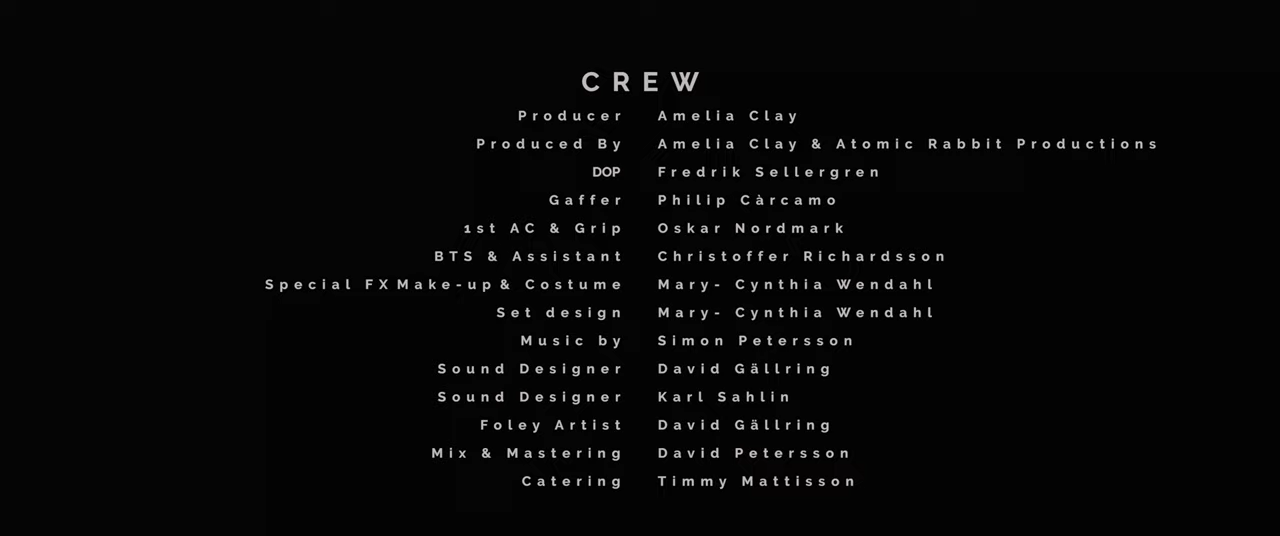 CREW
Producer Amelia Clay
Produced By Amelia Clay & Atomic Rabbit Productions
DOP Fredrik Sellergren
Gaffer Philip Càrcamo
1st AC & Grip Oskar Nordmark
BTS & Assistant Christoffer Richardsson
Special FX Make-up & Costume Mary- Cynthia Wendahl
Set design Mary- Cynthia Wendahl
Music by Simon Petersson
Sound Designer David Gällring
Sound Designer Karl Sahlin
Foley Artist David Gällring
Mix & Mastering David Petersson
Catering Timmy Mattisson